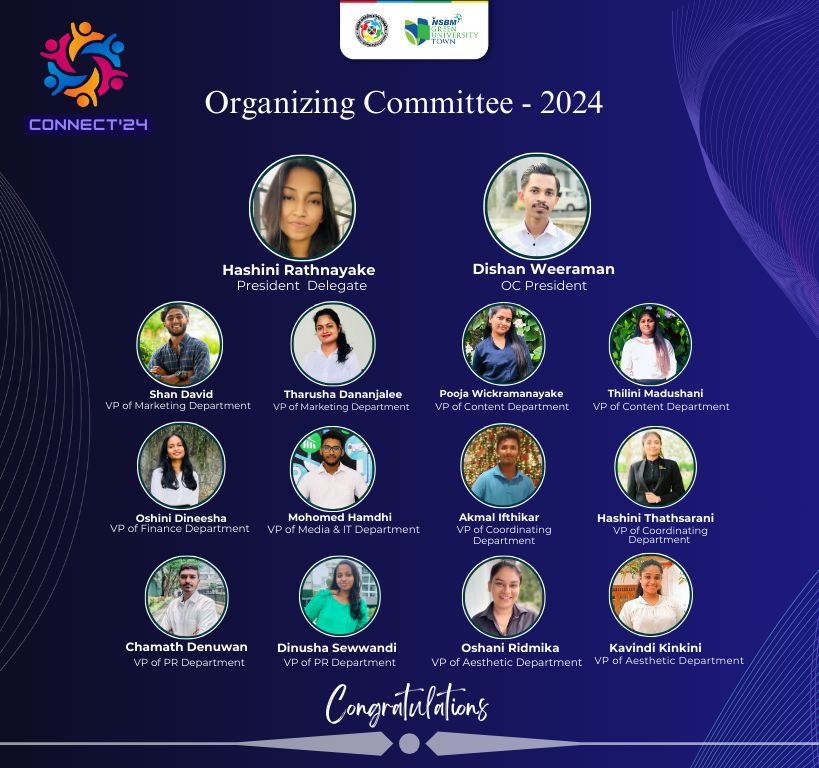 NSBM
GREEN
UNIVERSITY
TOWN
CONNECT'24
Organizing Committee - 2024
Hashini Rathnayake
President Delegate
Dishan Weeraman
OC President
Shan David
VP of Marketing Department
Tharusha Dananjalee
VP of Marketing Department
Pooja Wickramanayake
VP of Content Department
Thilini Madushani
VP of Content Department
Oshini Dineesha
VP of Finance Department
Mohomed Hamdhi
VP of Media & IT Department
Akmal Ifthikar
VP of Coordinating
Department
Hashini Thathsarani
VP of Coordinating
Department
Chamath Denuwan
VP of PR Department
Dinusha Sewwandi
VP of PR Department
Oshani Ridmika
VP of Aesthetic Department
Kavindi Kinkini
VP of Aesthetic Department
Congratulations